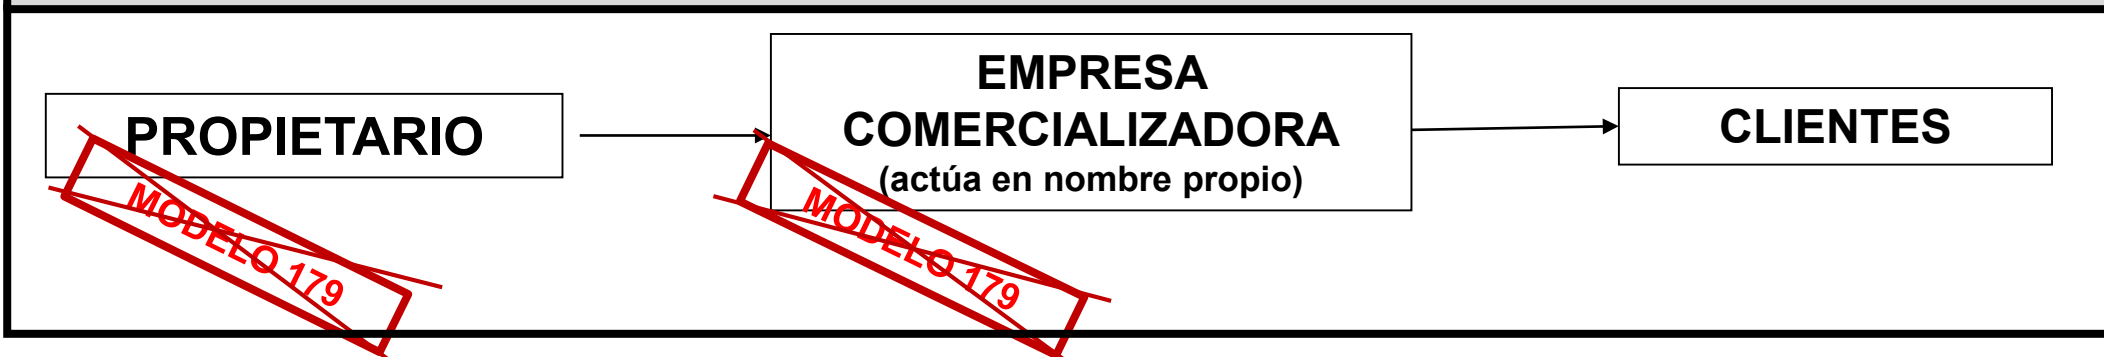 PROPIETARIO
MODELO 179
EMPRESA
COMERCIALIZADORA
(actúa en nombre propio)
MODELO 179
CLIENTES